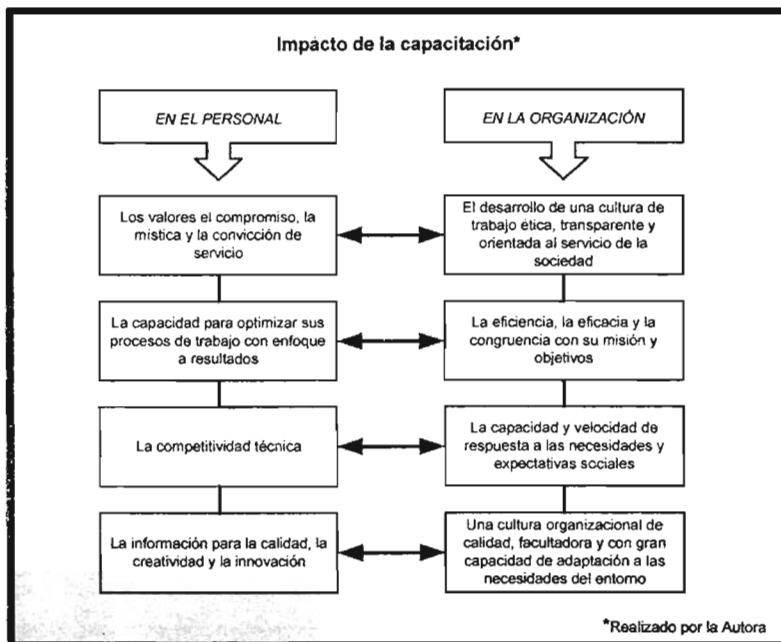 Impacto de la capacitación*
EN EL PERSONAL
EN LA ORGANIZACIÓN
Los valores el compromiso, la
mística y la convicción de
servicio
El desarrollo de una cultura de
trabajo ética, transparente y
orientada al servicio de la
sociedad
La capacidad para optimizar sus
procesos de trabajo con enfoque
a resultados
La eficiencia, la eficacia y la
congruencia con su misión y
objetivos
La competitividad técnica
La capacidad y velocidad de
respuesta a las necesidades y
expectativas sociales
La información para la calidad, la
creatividad y la innovación
Una cultura organizacional de
calidad, facultadora y con gran
capacidad de adaptación a las
necesidades del entorno
*Realizado por la Autora